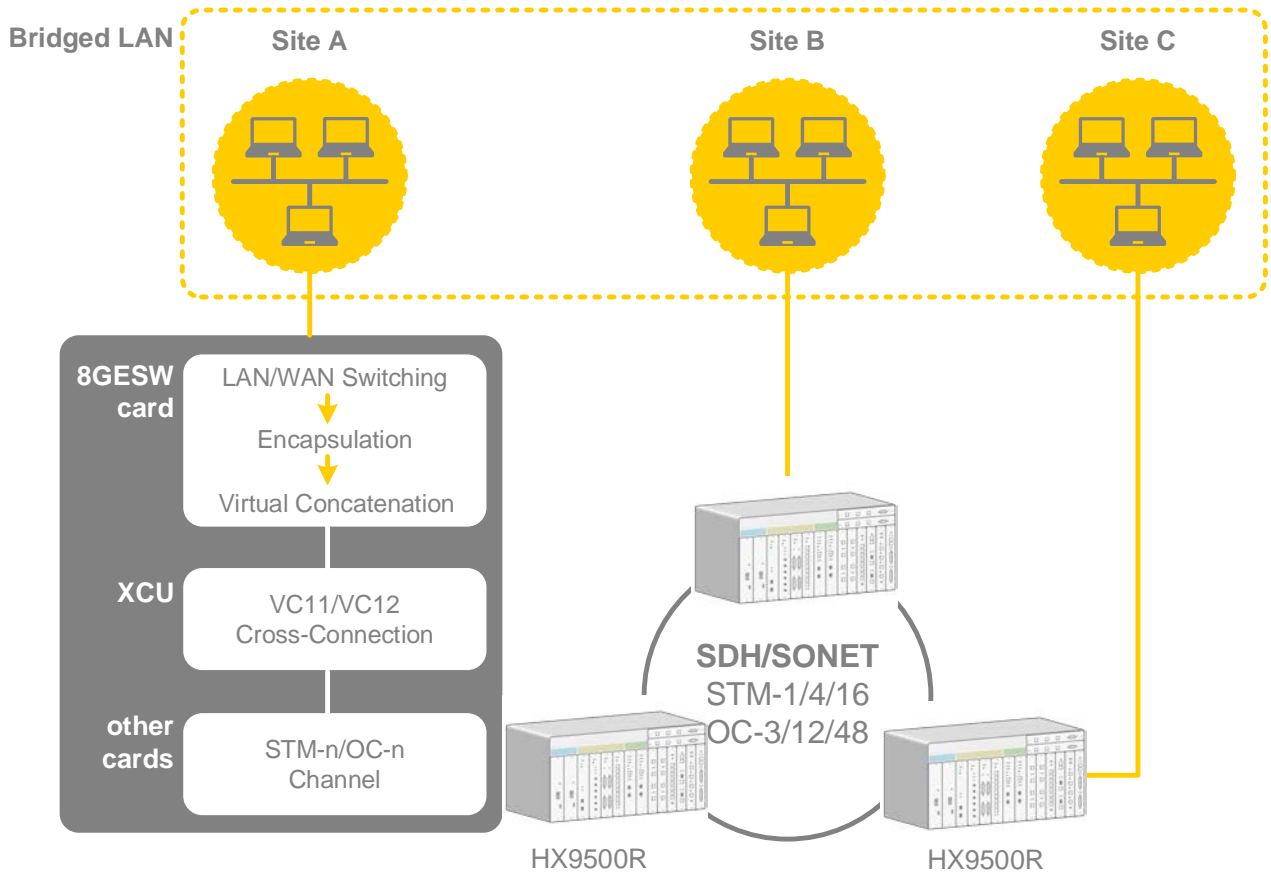 Bridged LAN
Site A
Site B
Site C
8GESW
card
LAN/WAN Switching
Encapsulation
Virtual Concatenation
XCU
VC11/VC12
Cross-Connection
other
cards
STM-n/OC-n
Channel
SDH/SONET
STM-1/4/16
OC-3/12/48
HX9500R
HX9500R